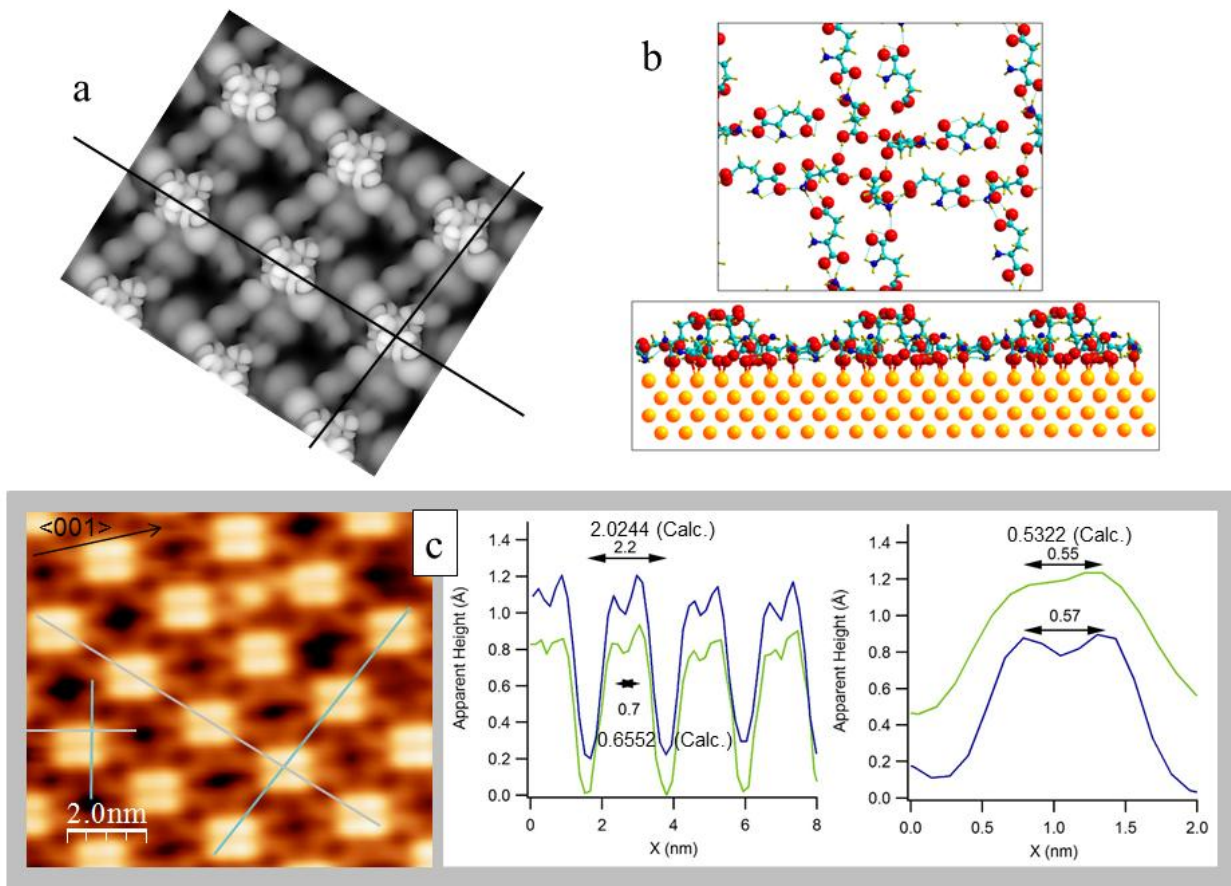 a
b
<001>
c
2.0nm
2.0244 (Calc.)
2.2
0.7
0.6552 (Calc.)
Apparent Height (Å)
1.4
1.2
1.0
0.8
0.6
0.4
0.2
0.0
0
2
4
6
8
X (nm)
0.5322 (Calc.)
0.55
0.57
Apparent Height (Å)
1.4
1.2
1.0
0.8
0.6
0.4
0.2
0.0
0.0
0.5
1.0
1.5
2.0
X (nm)